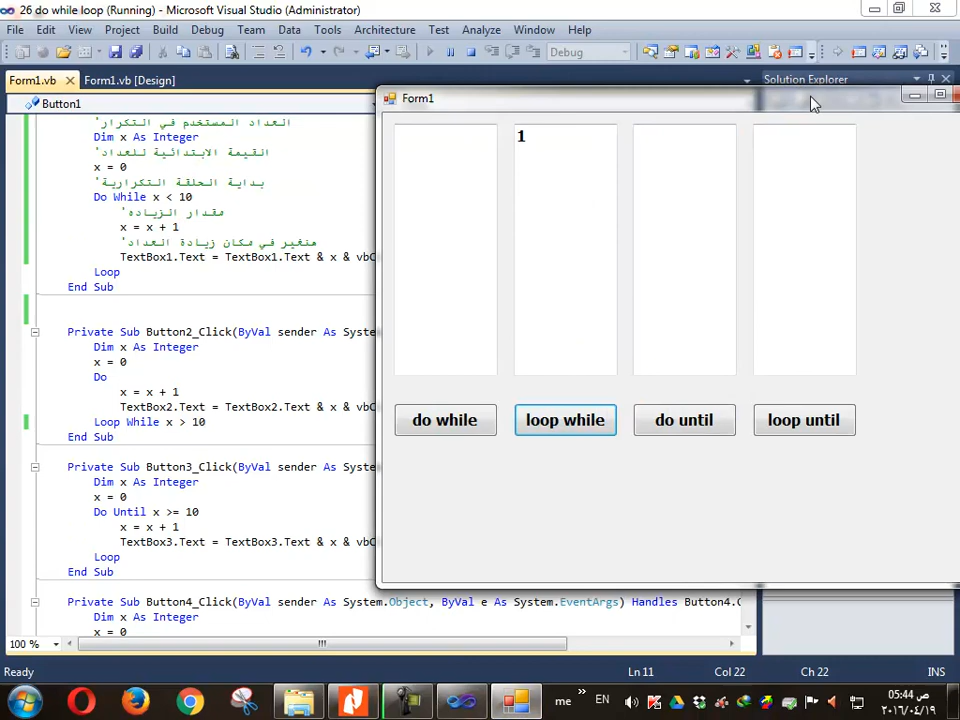 26 do while loop (Running) - Microsoft Visual Studio (Administrator)
File Edit View Project Build Debug Team Data Tools Architecture Test Analyze Window Help
Debug
Form1.vb Form1.vb [Design] Solution Explorer
Button1
Form1
'العداد المستخدم في التكرار
Dim x As Integer
'القيمة الابتدائية للعداد
x = 0
'بداية الحلقة التكرارية
Do While x < 10
'مقدار الزياده
x = x + 1
'هنغير في مكان زيادة العداد
TextBox1.Text = TextBox1.Text & x & vbC
Loop
End Sub
Private Sub Button2_Click(ByVal sender As System
Dim x As Integer
x = 0
Do
x = x + 1
TextBox2.Text = TextBox2.Text & x & vbC
Loop While x > 10
End Sub
Private Sub Button3_Click(ByVal sender As System
Dim x As Integer
x = 0
Do Until x >= 10
x = x + 1
TextBox3.Text = TextBox3.Text & x & vbC
Loop
End Sub
Private Sub Button4_Click(ByVal sender As System.Object, ByVal e As System.EventArgs) Handles Button4.C
Dim x As Integer
x = 0
1
do while loop while do until loop until
100 %
Ready Ln 11 Col 22 Ch 22 INS
me EN 05:44 ص
٢٠١٦/٠٤/١٩